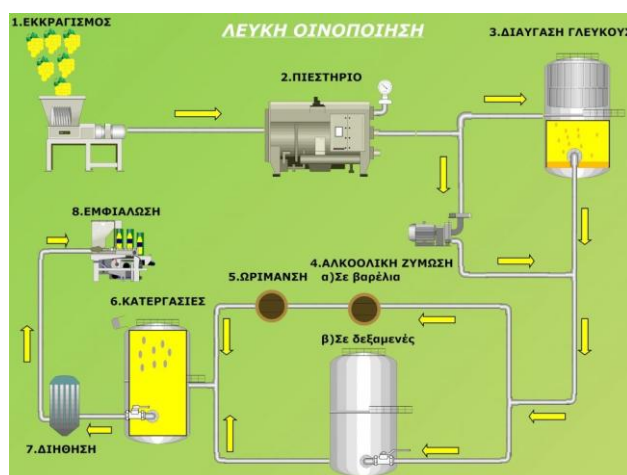 ΛΕΥΚΗ ΟΙΝΟΠΟΙΗΣΗ
1.ΕΚΚΡΑΓΙΣΜΟΣ
2.ΠΙΕΣΤΗΡΙΟ
3.ΔΙΑΥΓΑΣΗ ΓΛΕΥΚΟΥΣ
4.ΑΛΚΟΟΛΙΚΗ ΖΥΜΩΣΗ
α)Σε βαρέλια
β)Σε δεξαμενές
5.ΩΡΙΜΑΝΣΗ
6.ΚΑΤΕΡΓΑΣΙΕΣ
7.ΔΙΗΘΗΣΗ
8.ΕΜΦΙΑΛΩΣΗ